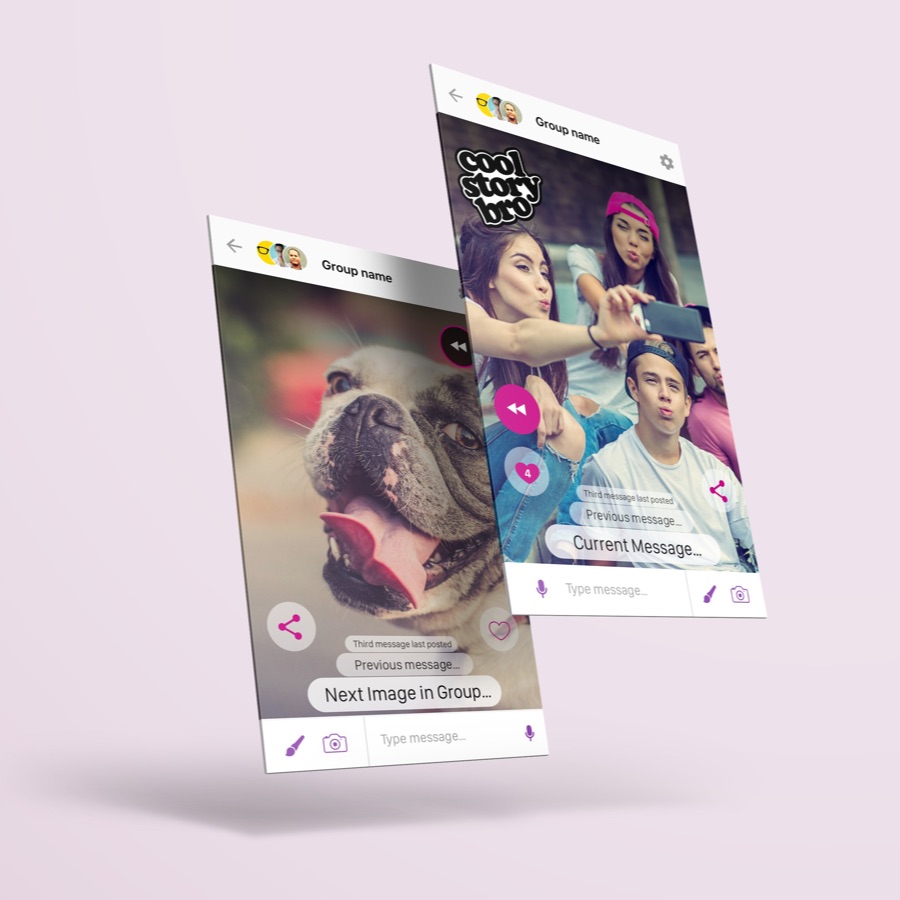 Group name
cool
story
bro
4
Third message last posted
Previous message...
Current Message...
Type message...
Group name
Third message last posted
Previous message...
Next Image in Group...
Type message...